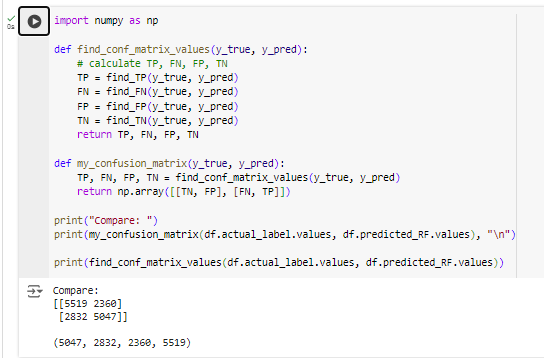 import numpy as np
def find_conf_matrix_values(y_true, y_pred):
# calculate TP, FN, FP, TN
TP = find_TP(y_true, y_pred)
FN = find_FN(y_true, y_pred)
FP = find_FP(y_true, y_pred)
TN = find_TN(y_true, y_pred)
return TP, FN, FP, TN
def my_confusion_matrix(y_true, y_pred):
TP, FN, FP, TN = find_conf_matrix_values(y_true, y_pred)
return np.array([[TN, FP], [FN, TP]])
print("Compare: ")
print(my_confusion_matrix(df.actual_label.values, df.predicted_RF.values), "\n")
print(find_conf_matrix_values(df.actual_label.values, df.predicted_RF.values))
0s
Compare:
[[5519 2360]
[2832 5047]]
(5047, 2832, 2360, 5519)